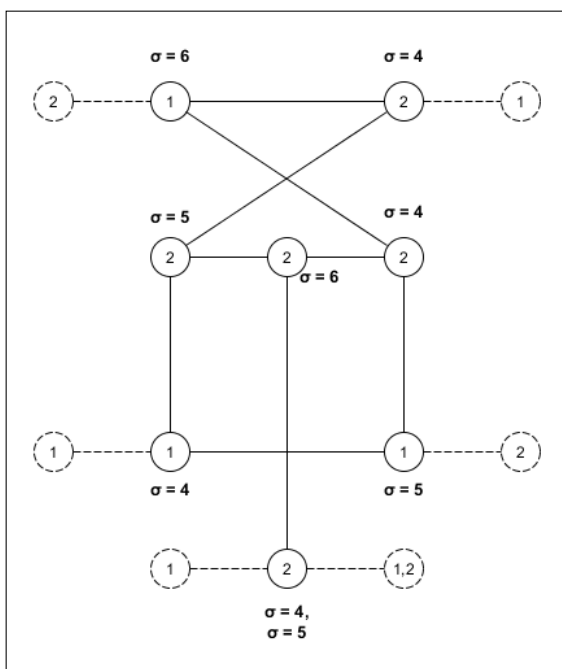 σ = 6 σ = 4
2 1 2 1
σ = 5 σ = 4
2 2 2
σ = 6
1 1 1 2
σ = 4 σ = 5
1 2 1,2
σ = 4,
σ = 5